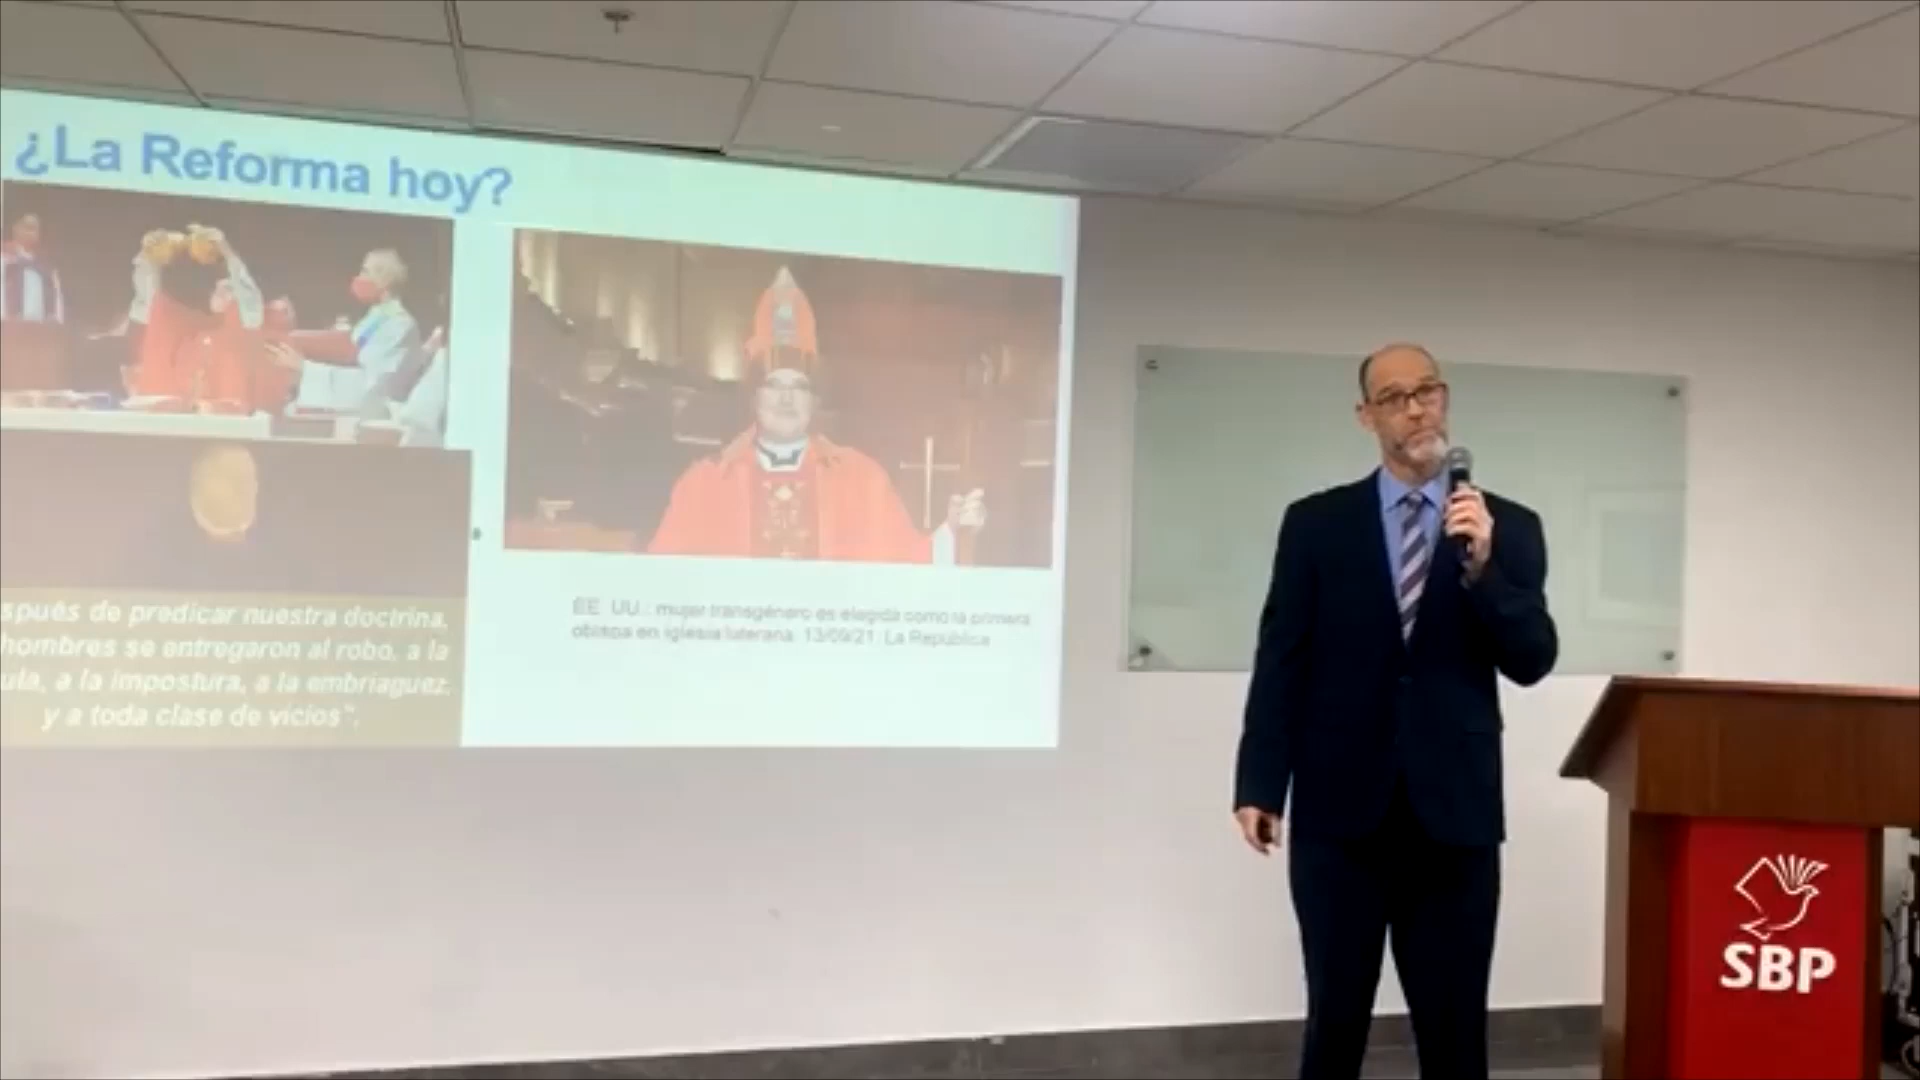 ¿La Reforma hoy?
spués de predicar nuestra doctrina,
hombres se entregaron al robo, a la
ula, a la impostura, a la embriaguez,
y a toda clase de vicios".
EE. UU.: mujer transgénero es elegida como la primera
obispa en iglesia luterana. 13/09/21. La República
SBP